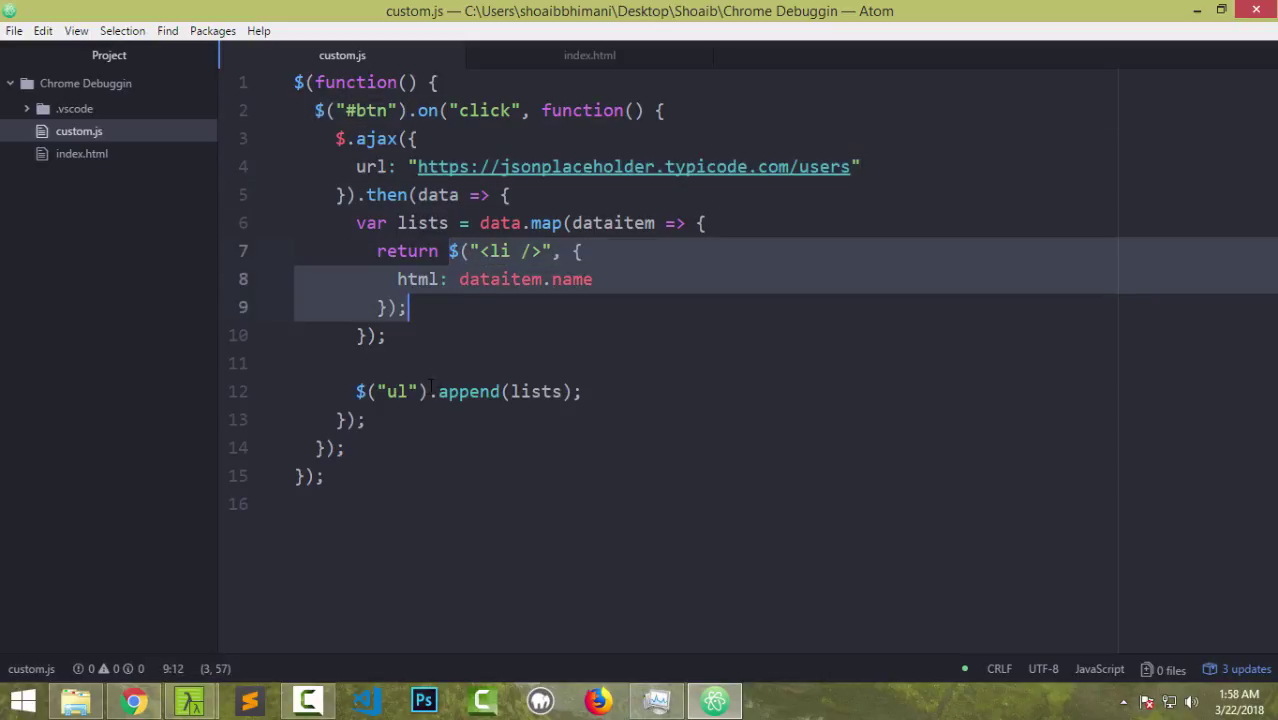 custom.js — C:\Users\shoaibbhimani\Desktop\Shoaib\Chrome Debuggin — Atom
File Edit View Selection Find Packages Help
Project
custom.js
index.html
Chrome Debuggin
.vscode
custom.js
index.html
1 $(function() {
2 $("#btn").on("click", function() {
3 $.ajax({
4 url: "https://jsonplaceholder.typicode.com/users"
5 }).then(data => {
6 var lists = data.map(dataitem => {
7 return $("<li />", {
8 html: dataitem.name
9 });
10 });
11
12 $("ul").append(lists);
13 });
14 });
15 });
16
custom.js 0 0 0 9:12 (3, 57) CRLF UTF-8 JavaScript 0 files 3 updates
Ps
1:58 AM
3/22/2018